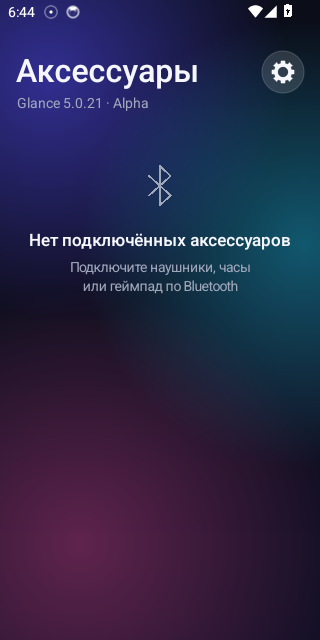 6:44
Аксессуары
Glance 5.0.21 · Alpha
Нет подключённых аксессуаров
Подключите наушники, часы
или геймпад по Bluetooth